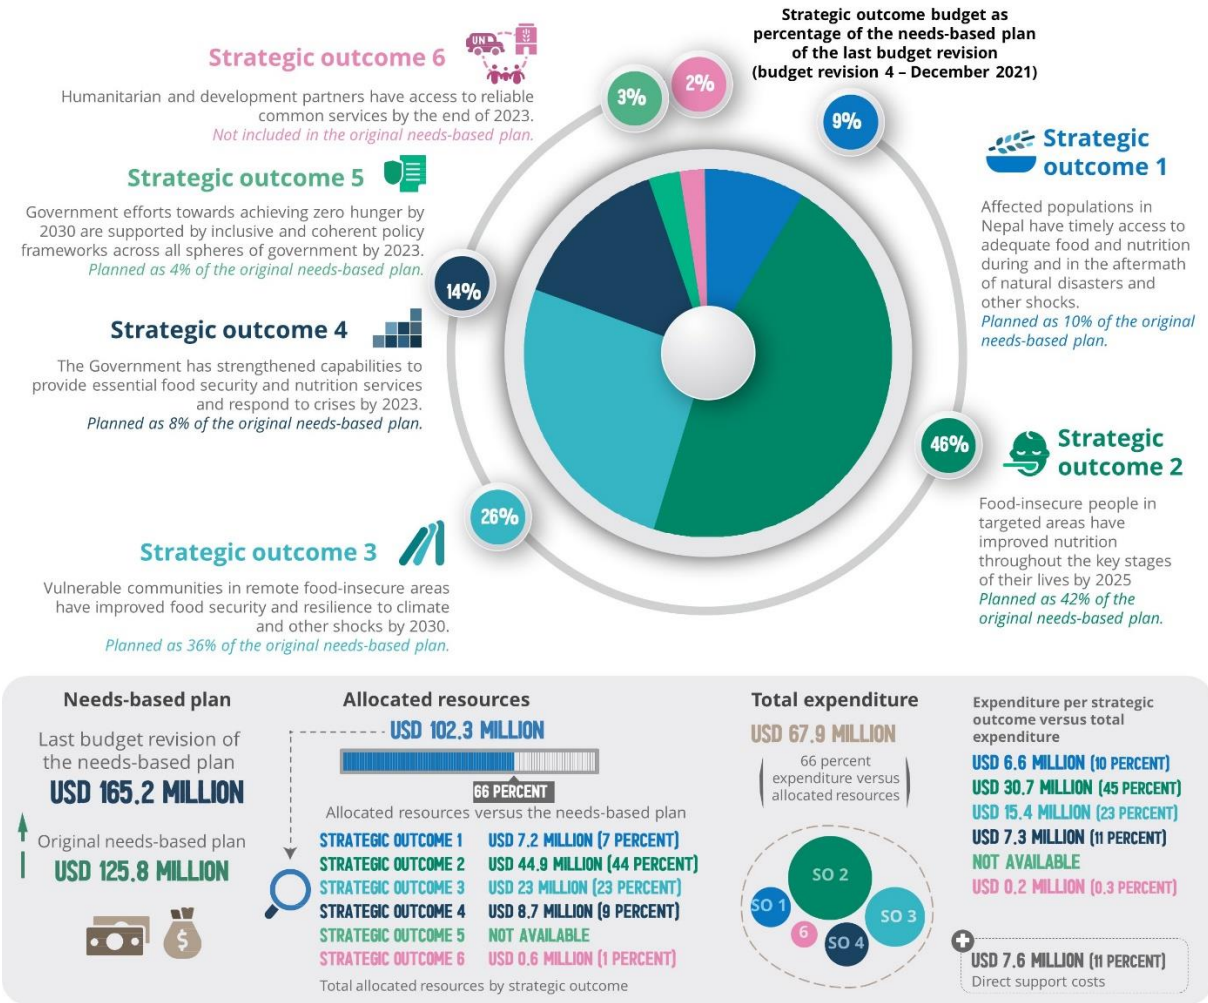 Strategic outcome budget as
percentage of the needs-based plan
of the last budget revision
(budget revision 4 – December 2021)
Strategic outcome 6
UN
Humanitarian and development partners have access to reliable
common services by the end of 2023.
Not included in the original needs-based plan.
3%
2%
9%
Strategic
outcome 1
Affected populations in
Nepal have timely access to
adequate food and nutrition
during and in the aftermath
of natural disasters and
other shocks.
Planned as 10% of the original
needs-based plan.
Strategic outcome 5
Government efforts towards achieving zero hunger by
2030 are supported by inclusive and coherent policy
frameworks across all spheres of government by 2023.
Planned as 4% of the original needs-based plan.
14%
Strategic outcome 4
The Government has strengthened capabilities to
provide essential food security and nutrition services
and respond to crises by 2023.
Planned as 8% of the original needs-based plan.
46%
Strategic
outcome 2
Food-insecure people in
targeted areas have
improved nutrition
throughout the key stages
of their lives by 2025
Planned as 42% of the
original needs-based plan.
26%
Strategic outcome 3
Vulnerable communities in remote food-insecure areas
have improved food security and resilience to climate
and other shocks by 2030.
Planned as 36% of the original needs-based plan.
Needs-based plan
Last budget revision of
the needs-based plan
USD 165.2 MILLION
Original needs-based plan
USD 125.8 MILLION
$
Allocated resources
USD 102.3 MILLION
66 PERCENT
Allocated resources versus the needs-based plan
STRATEGIC OUTCOME 1 USD 7.2 MILLION (7 PERCENT)
STRATEGIC OUTCOME 2 USD 44.9 MILLION (44 PERCENT)
STRATEGIC OUTCOME 3 USD 23 MILLION (23 PERCENT)
STRATEGIC OUTCOME 4 USD 8.7 MILLION (9 PERCENT)
STRATEGIC OUTCOME 5 NOT AVAILABLE
STRATEGIC OUTCOME 6 USD 0.6 MILLION (1 PERCENT)
Total allocated resources by strategic outcome
Total expenditure
USD 67.9 MILLION
66 percent
expenditure versus
allocated resources
SO 2
SO 1
SO 3
6
SO 4
Expenditure per strategic
outcome versus total
expenditure
USD 6.6 MILLION (10 PERCENT)
USD 30.7 MILLION (45 PERCENT)
USD 15.4 MILLION (23 PERCENT)
USD 7.3 MILLION (11 PERCENT)
NOT AVAILABLE
USD 0.2 MILLION (0.3 PERCENT)
USD 7.6 MILLION (11 PERCENT)
Direct support costs